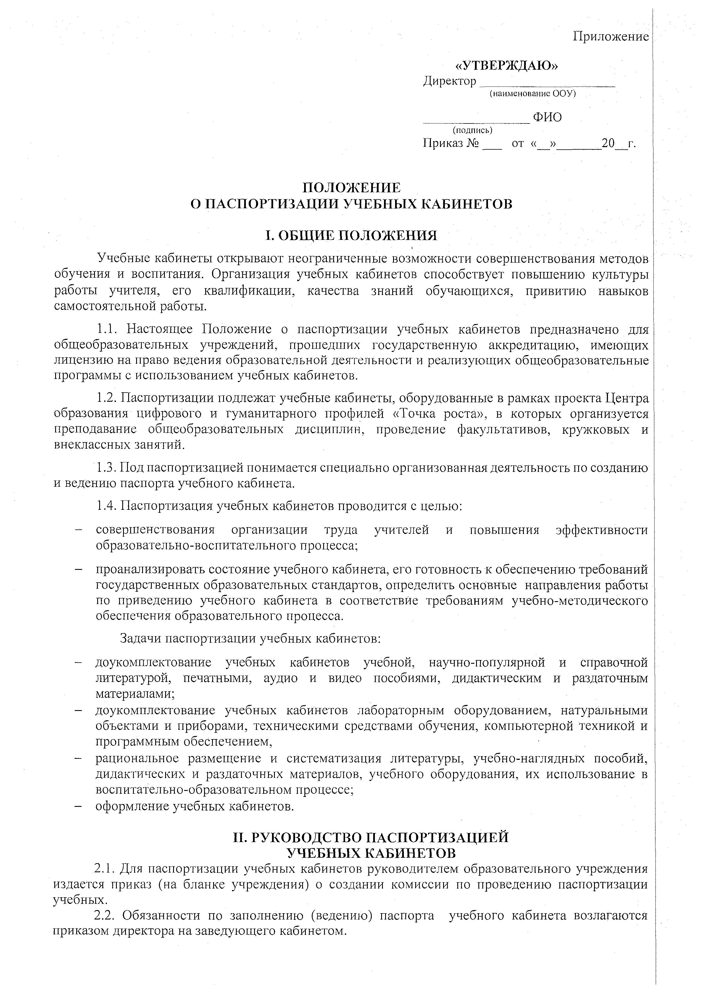 Приложение
«УТВЕРЖДАЮ»
Директор ____________________
(наименование ООУ)
________________ ФИО
(подпись)
Приказ № ___ от «__»_______20__г.
ПОЛОЖЕНИЕ
О ПАСПОРТИЗАЦИИ УЧЕБНЫХ КАБИНЕТОВ
I. ОБЩИЕ ПОЛОЖЕНИЯ
Учебные кабинеты открывают неограниченные возможности совершенствования методов
обучения и воспитания. Организация учебных кабинетов способствует повышению культуры
работы учителя, его квалификации, качества знаний обучающихся, привитию навыков
самостоятельной работы.
1.1. Настоящее Положение о паспортизации учебных кабинетов предназначено для
общеобразовательных учреждений, прошедших государственную аккредитацию, имеющих
лицензию на право ведения образовательной деятельности и реализующих общеобразовательные
программы с использованием учебных кабинетов.
1.2. Паспортизации подлежат учебные кабинеты, оборудованные в рамках проекта Центра
образования цифрового и гуманитарного профилей «Точка роста», в которых организуется
преподавание общеобразовательных дисциплин, проведение факультативов, кружковых и
внеклассных занятий.
1.3. Под паспортизацией понимается специально организованная деятельность по созданию
и ведению паспорта учебного кабинета.
1.4. Паспортизация учебных кабинетов проводится с целью:
– совершенствования организации труда учителей и повышения эффективности
образовательно-воспитательного процесса;
– проанализировать состояние учебного кабинета, его готовность к обеспечению требований
государственных образовательных стандартов, определить основные направления работы
по приведению учебного кабинета в соответствие требованиям учебно-методического
обеспечения образовательного процесса.
Задачи паспортизации учебных кабинетов:
– доукомплектование учебных кабинетов учебной, научно-популярной и справочной
литературой, печатными, аудио и видео пособиями, дидактическим и раздаточным
материалами;
– доукомплектование учебных кабинетов лабораторным оборудованием, натуральными
объектами и приборами, техническими средствами обучения, компьютерной техникой и
программным обеспечением,
– рациональное размещение и систематизация литературы, учебно-наглядных пособий,
дидактических и раздаточных материалов, учебного оборудования, их использование в
воспитательно-образовательном процессе;
– оформление учебных кабинетов.
II. РУКОВОДСТВО ПАСПОРТИЗАЦИЕЙ
УЧЕБНЫХ КАБИНЕТОВ
2.1. Для паспортизации учебных кабинетов руководителем образовательного учреждения
издается приказ (на бланке учреждения) о создании комиссии по проведению паспортизации
учебных.
2.2. Обязанности по заполнению (ведению) паспорта учебного кабинета возлагаются
приказом директора на заведующего кабинетом.